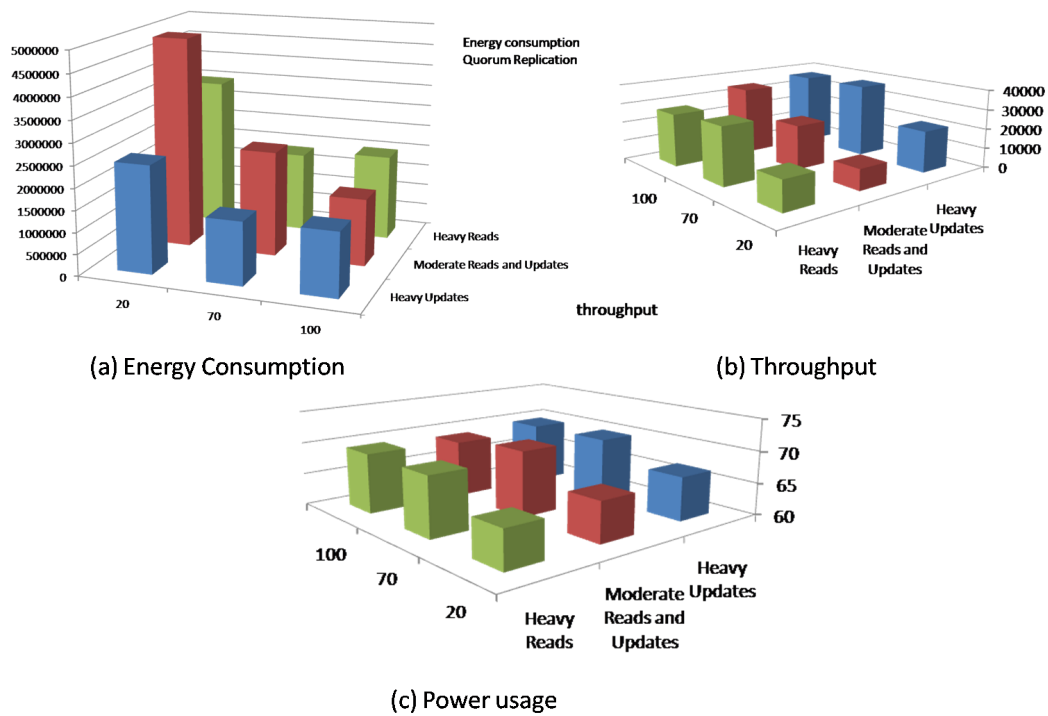 Energy consumption
Quorum Replication
5000000
4500000
4000000
3500000
3000000
2500000
2000000
1500000
1000000
500000
0
20
70
100
Heavy Reads
Moderate Reads and Updates
Heavy Updates
(a) Energy Consumption
40000
30000
20000
10000
0
100
70
20
Heavy
Reads
Moderate
Reads and
Updates
Heavy
Updates
throughput
(b) Throughput
75
70
65
60
100
70
20
Heavy
Reads
Moderate
Reads and
Updates
Heavy
Updates
(c) Power usage